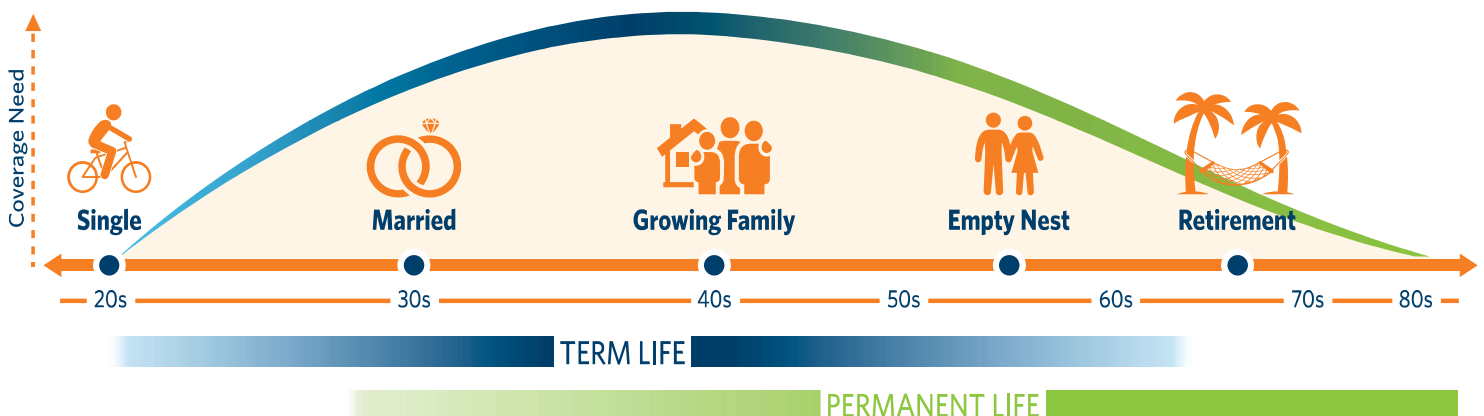 Coverage Need
Single
Married
Growing Family
Empty Nest
Retirement
20s
30s
40s
50s
60s
70s
80s
TERM LIFE
PERMANENT LIFE